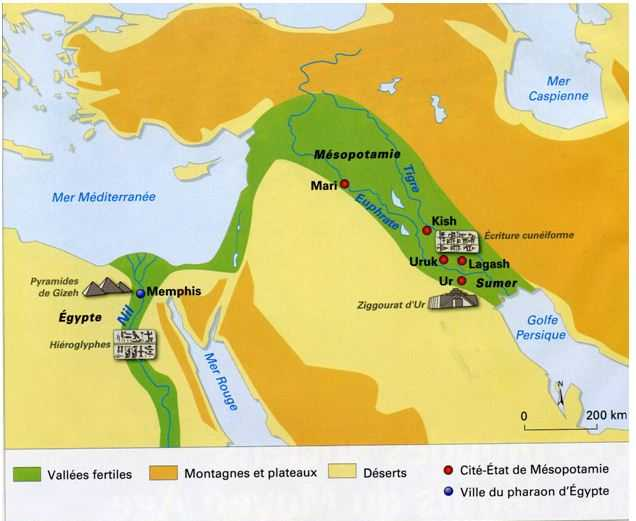 Mer
Caspienne
Mésopotamie
Tigre
Mari
Mer Méditerranée
Euphrate
Kish
Écriture cunéiforme
Uruk
Lagash
Ur
Sumer
Ziggourat d'Ur
Pyramides
de Gizeh
Memphis
Égypte
Nil
Hiéroglyphes
Mer Rouge
Golfe
Persique
N
0
200 km
Vallées fertiles
Montagnes et plateaux
Déserts
Cité-État de Mésopotamie
Ville du pharaon d'Égypte